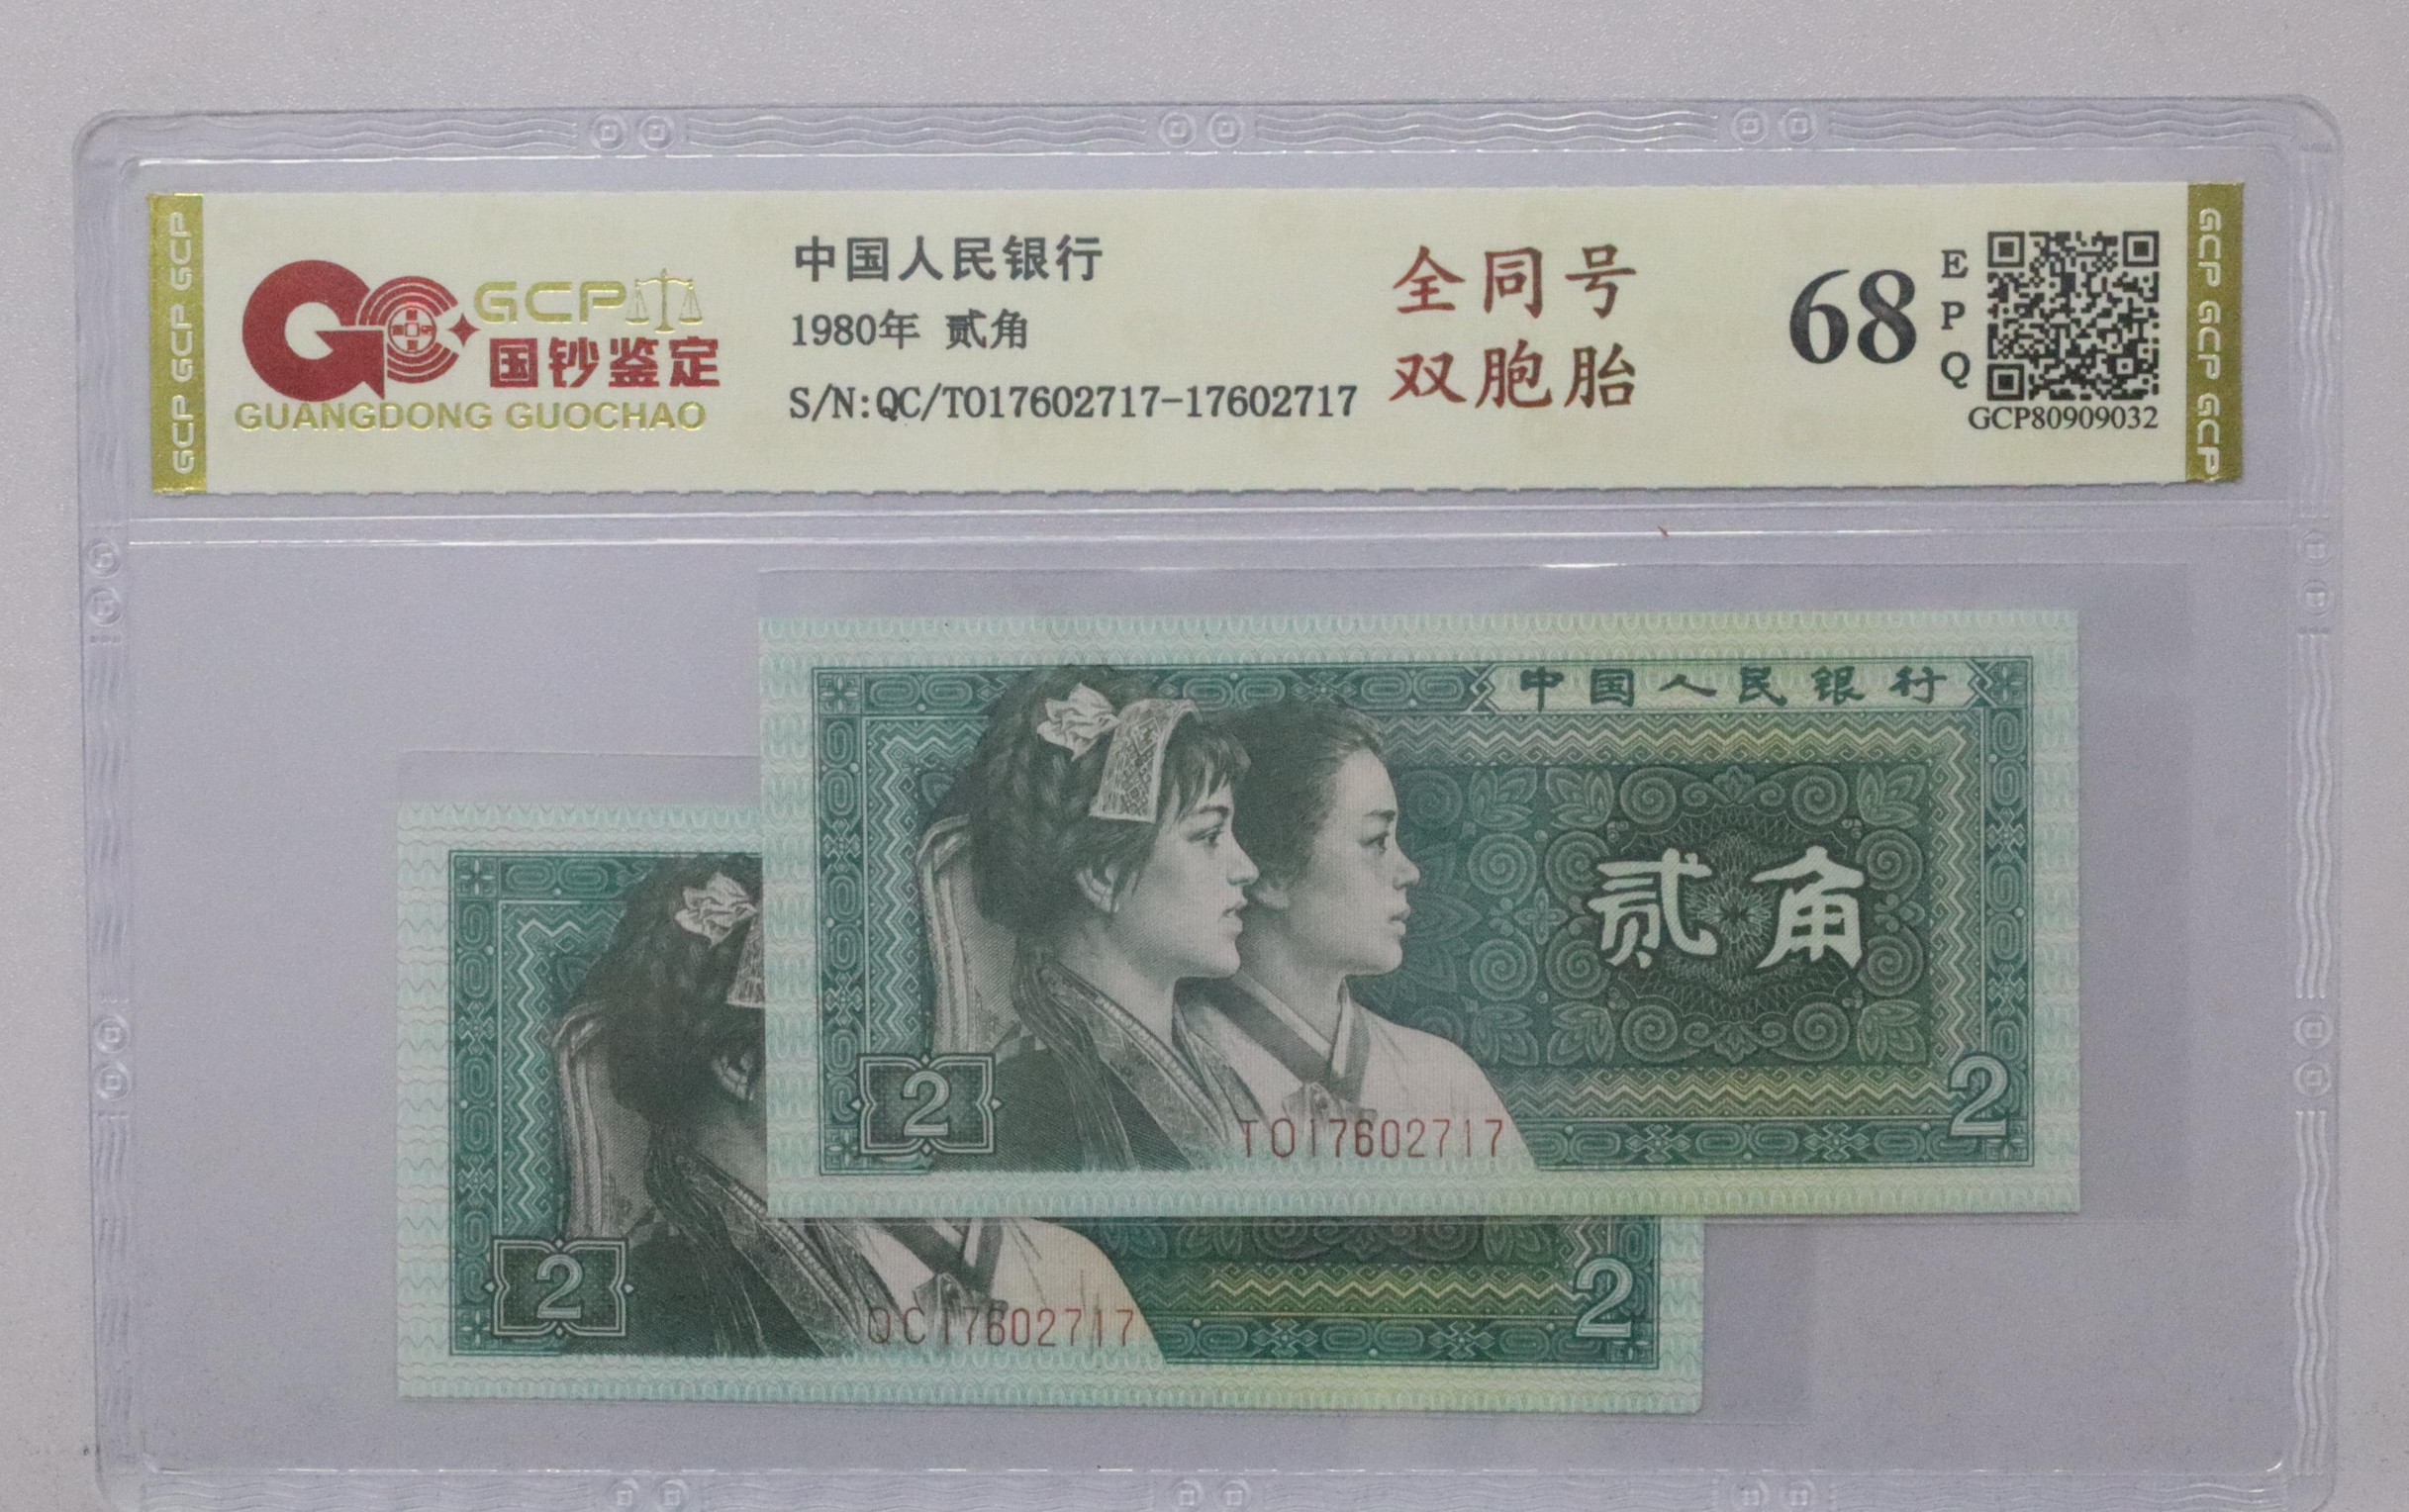 GCP GCP GCP
GCP
国钞鉴定
GUANGDONG GUOCHAO
中国人民银行
1980年 贰角
S/N:QC/TO17602717-17602717
全同号
双胞胎
68
EPQ
GCP80909032
GCP GCP GCP
中国人民银行
贰角
2
2
TO17602717
2
2
QC17602717